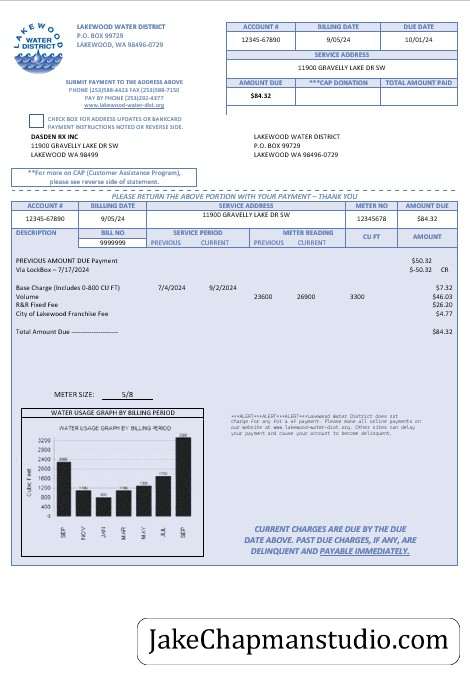 LAKEWOOD
WATER
DISTRICT
LAKEWOOD WATER DISTRICT
P.O. BOX 99729
LAKEWOOD, WA 98496-0729
SUBMIT PAYMENT TO THE ADDRESS ABOVE
PHONE (253)588-4423 FAX (253)588-7150
PAY BY PHONE (253)292-4377
www.lakewood-water-dist.org
ACCOUNT # BILLING DATE DUE DATE
12345-67890 9/05/24 10/01/24
SERVICE ADDRESS
11900 GRAVELLY LAKE DR SW
AMOUNT DUE ***CAP DONATION TOTAL AMOUNT PAID
$84.32
CHECK BOX FOR ADDRESS UPDATES OR BANKCARD
PAYMENT INSTRUCTIONS NOTED OR REVERSE SIDE.
DASDEN RX INC
11900 GRAVELLY LAKE DR SW
LAKEWOOD WA 98499
LAKEWOOD WATER DISTRICT
P.O. BOX 99729
LAKEWOOD, WA 98496-0729
**For more on CAP (Customer Assistance Program),
please see reverse side of statement.
PLEASE RETURN THE ABOVE PORTION WITH YOUR PAYMENT – THANK YOU
ACCOUNT # BILLLING DATE SERVICE ADDRESS METER NO AMOUNT DUE
12345-67890 9/05/24 11900 GRAVELLY LAKE DR SW 12345678 $84.32
DESCRIPTION BILL NO SERVICE PERIOD METER READING CU FT AMOUNT
9999999 PREVIOUS CURRENT PREVIOUS CURRENT
PREVIOUS AMOUNT DUE Payment $50.32
Via LockBox – 7/17/2024 $-50.32 CR
Base Charge (Includes 0-800 CU FT) 7/4/2024 9/2/2024 $7.32
Volume 23600 26900 3300 $46.03
R&R Fixed Fee $26.20
City of Lakewood Franchise Fee $4.77
Total Amount Due -------------------- $84.32
METER SIZE: 5/8
WATER USAGE GRAPH BY BILLING PERIOD
WATER USAGE GRAPH BY BILLING PERIOD
Cubic Feet
3200
2800
2400
2000
1600
1200
800
400
0
SEP NOV JAN MAR MAY JUL SEP
***ALERT***ALERT***ALERT***Lakewood Water District does not
charge for any fo a of payment. Please make all online payments on
our website at www.lakewood-water-dist.org. Other sites can delay
your payment and cause your account to become delinquent.
CURRENT CHARGES ARE DUE BY THE DUE
DATE ABOVE. PAST DUE CHARGES, IF ANY, ARE
DELINQUENT AND PAYABLE IMMEDIATELY.
JakeChapmanstudio.com